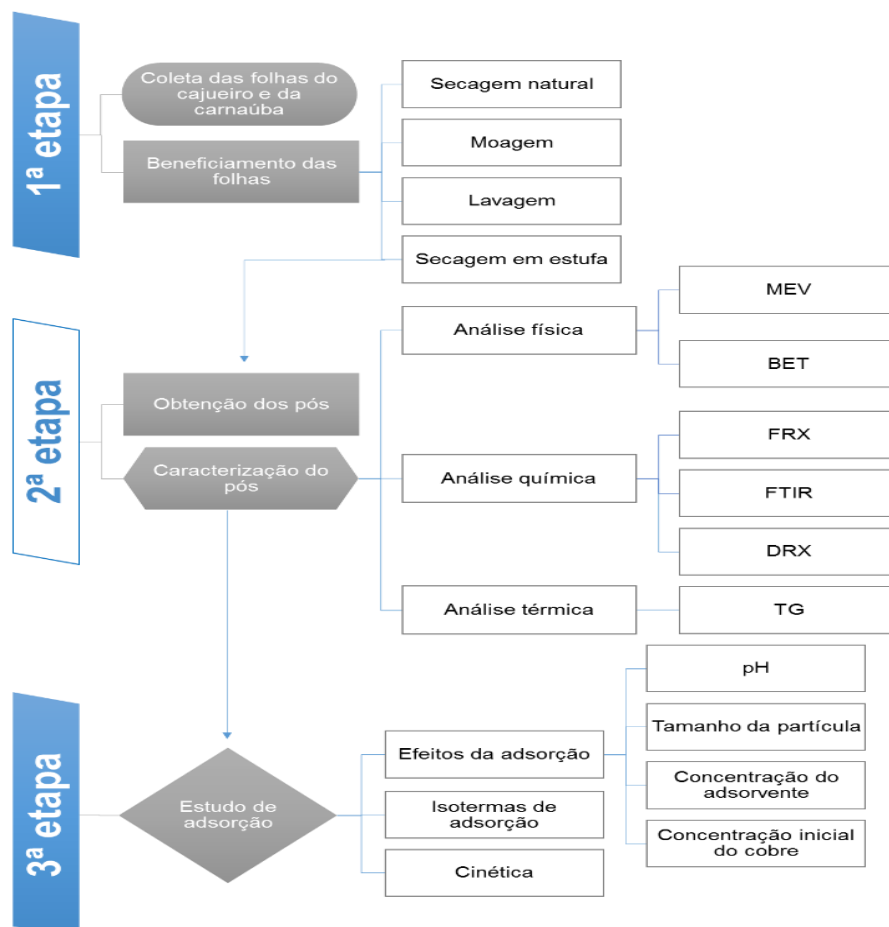 1ª etapa
Coleta das folhas do
cajueiro e da
carnaúba
Beneficiamento das
folhas
Secagem natural
Moagem
Lavagem
Secagem em estufa
2ª etapa
Obtenção dos pós
Caracterização do
pós
Análise física
MEV
BET
Análise química
FRX
FTIR
DRX
Análise térmica
TG
3ª etapa
Estudo de
adsorção
Efeitos da adsorção
pH
Tamanho da partícula
Concentração do
adsorvente
Concentração inicial
do cobre
Isotermas de
adsorção
Cinética